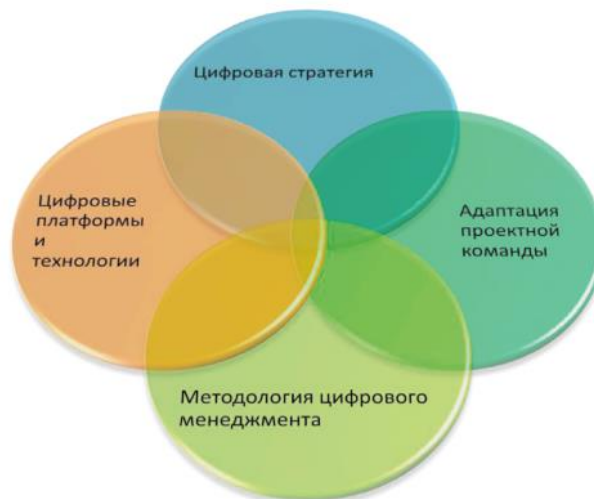 Цифровая стратегия
Цифровые
платформы
и
технологии
Адаптация
проектной
команды
Методология цифрового
менеджмента